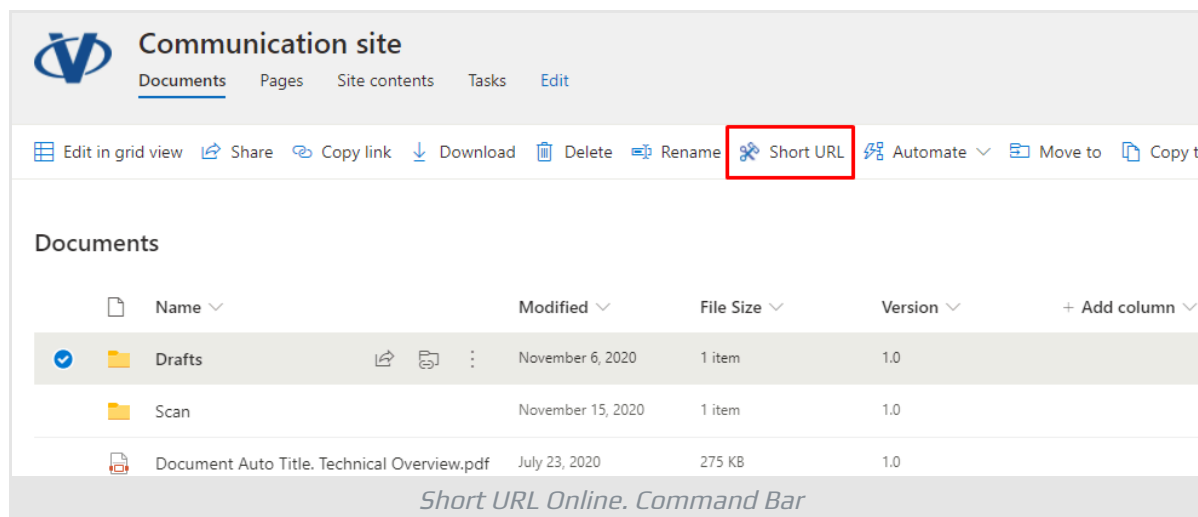 Communication site
Documents Pages Site contents Tasks Edit
Edit in grid view Share Copy link Download Delete Rename Short URL Automate Move to Copy t
Documents
Name Modified File Size Version + Add column
Drafts November 6, 2020 1 item 1.0
Scan November 15, 2020 1 item 1.0
Document Auto Title. Technical Overview.pdf July 23, 2020 275 KB 1.0
Short URL Online. Command Bar